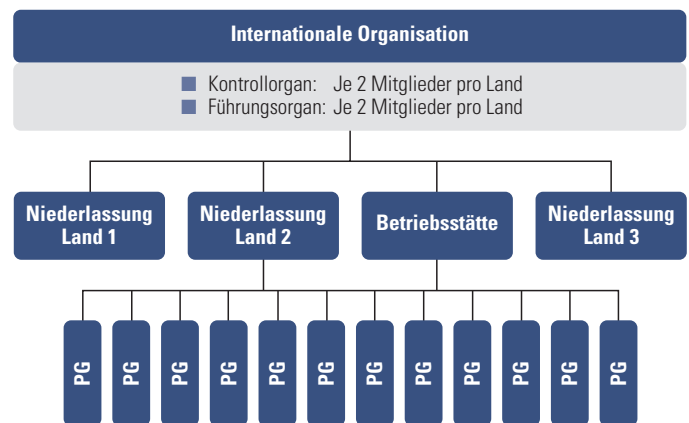 Internationale Organisation
Kontrollorgan: Je 2 Mitglieder pro Land
Führungsorgan: Je 2 Mitglieder pro Land
Niederlassung
Land 1
Niederlassung
Land 2
Betriebsstätte
Niederlassung
Land 3
PG
PG
PG
PG
PG
PG
PG
PG
PG
PG
PG
PG